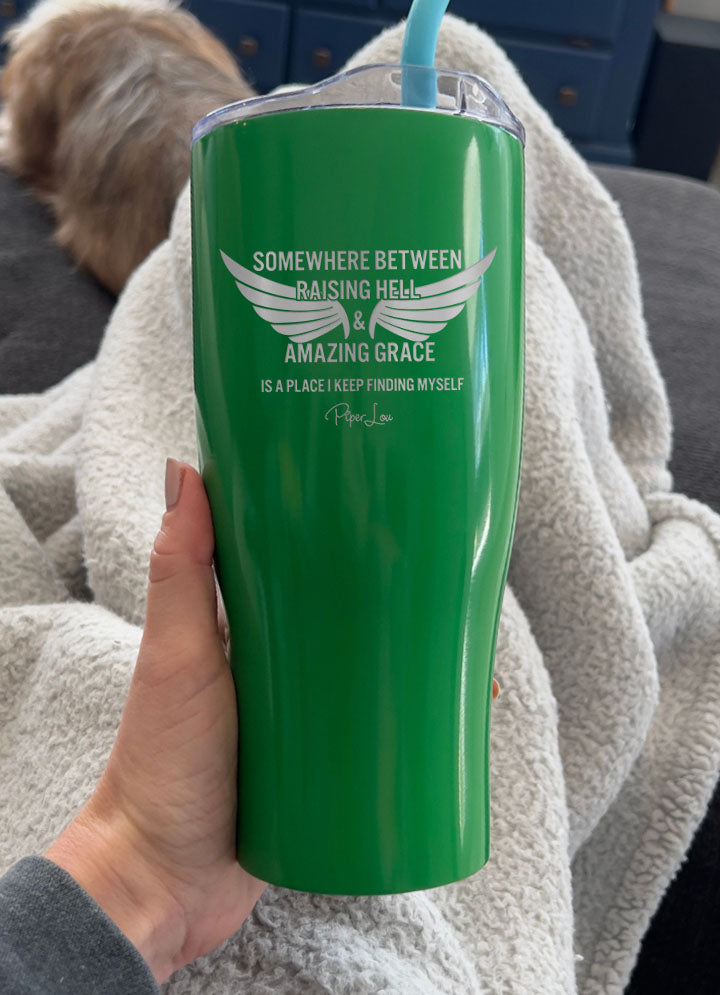 SOMEWHERE BETWEEN
RAISING HELL
&
AMAZING GRACE
IS A PLACE I KEEP FINDING MYSELF
Piper Lou